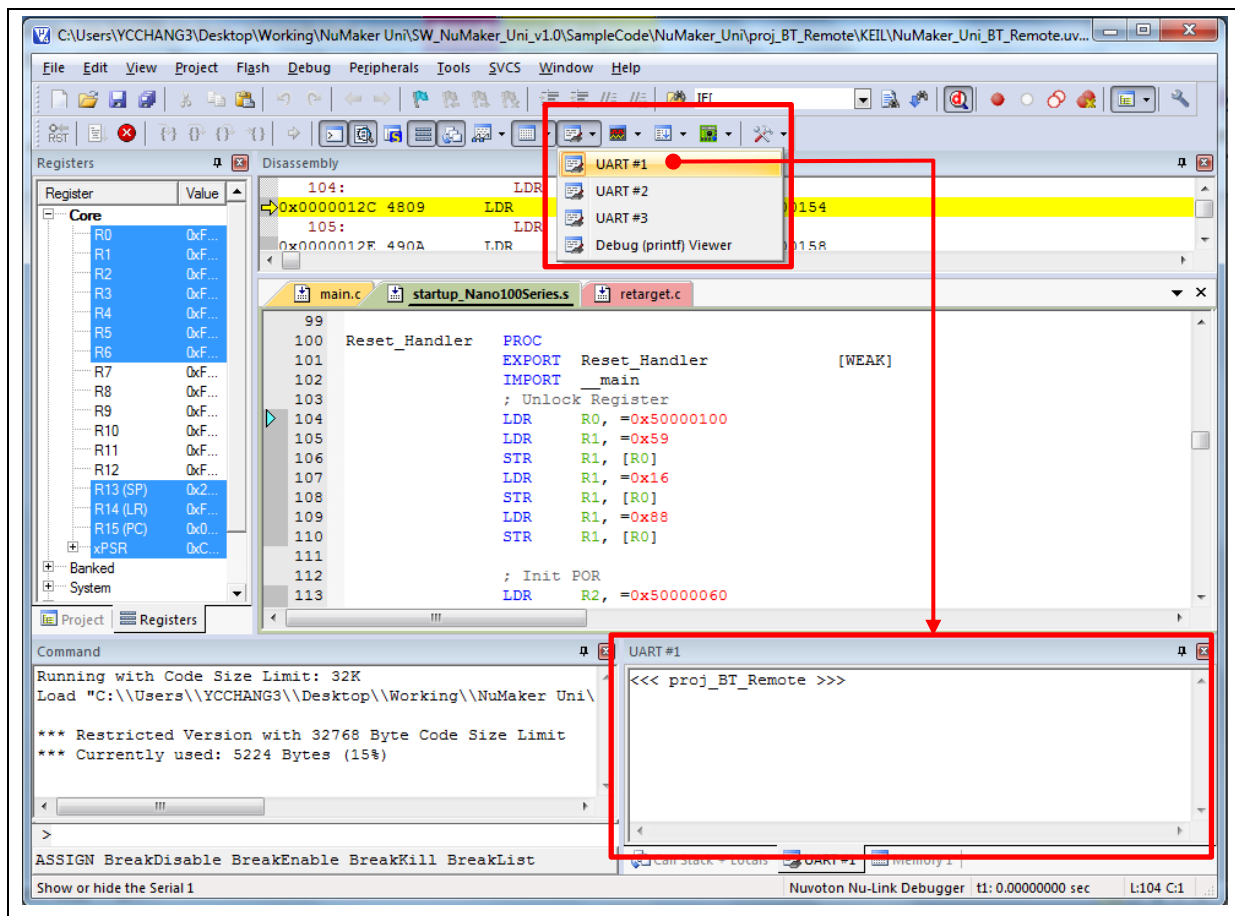 C:\Users\YCCHANG3\Desktop\Working\NuMaker Uni\SW_NuMaker_Uni_v1.0\SampleCode\NuMaker_Uni\proj_BT_Remote\KEIL\NuMaker_Uni_BT_Remote.uv...
File Edit View Project Flash Debug Peripherals Tools SVCS Window Help
RST
Registers
Disassembly
Register Value
Core
R0 0xF...
R1 0xF...
R2 0xF...
R3 0xF...
R4 0xF...
R5 0xF...
R6 0xF...
R7 0xF...
R8 0xF...
R9 0xF...
R10 0xF...
R11 0xF...
R12 0xF...
R13 (SP) 0x2...
R14 (LR) 0xF...
R15 (PC) 0x0...
xPSR 0xC...
Banked
System
Project Registers
104: LDR
0x0000012C 4809 LDR
105: LDR
0x0000012E 490A LDR
UART #1
UART #2
UART #3
Debug (printf) Viewer
main.c startup_Nano100Series.s retarget.c
99
100 Reset_Handler PROC
101 EXPORT Reset_Handler [WEAK]
102 IMPORT __main
103 ; Unlock Register
104 LDR R0, =0x50000100
105 LDR R1, =0x59
106 STR R1, [R0]
107 LDR R1, =0x16
108 STR R1, [R0]
109 LDR R1, =0x88
110 STR R1, [R0]
111
112 ; Init POR
113 LDR R2, =0x50000060
Command
Running with Code Size Limit: 32K
Load "C:\\Users\\YCCHANG3\\Desktop\\Working\\NuMaker Uni\
*** Restricted Version with 32768 Byte Code Size Limit
*** Currently used: 5224 Bytes (15%)
>
ASSIGN BreakDisable BreakEnable BreakKill BreakList
UART #1
<<< proj_BT_Remote >>>
Call Stack + Locals UART #1 Memory 1
Show or hide the Serial 1
Nuvoton Nu-Link Debugger t1: 0.00000000 sec L:104 C:1